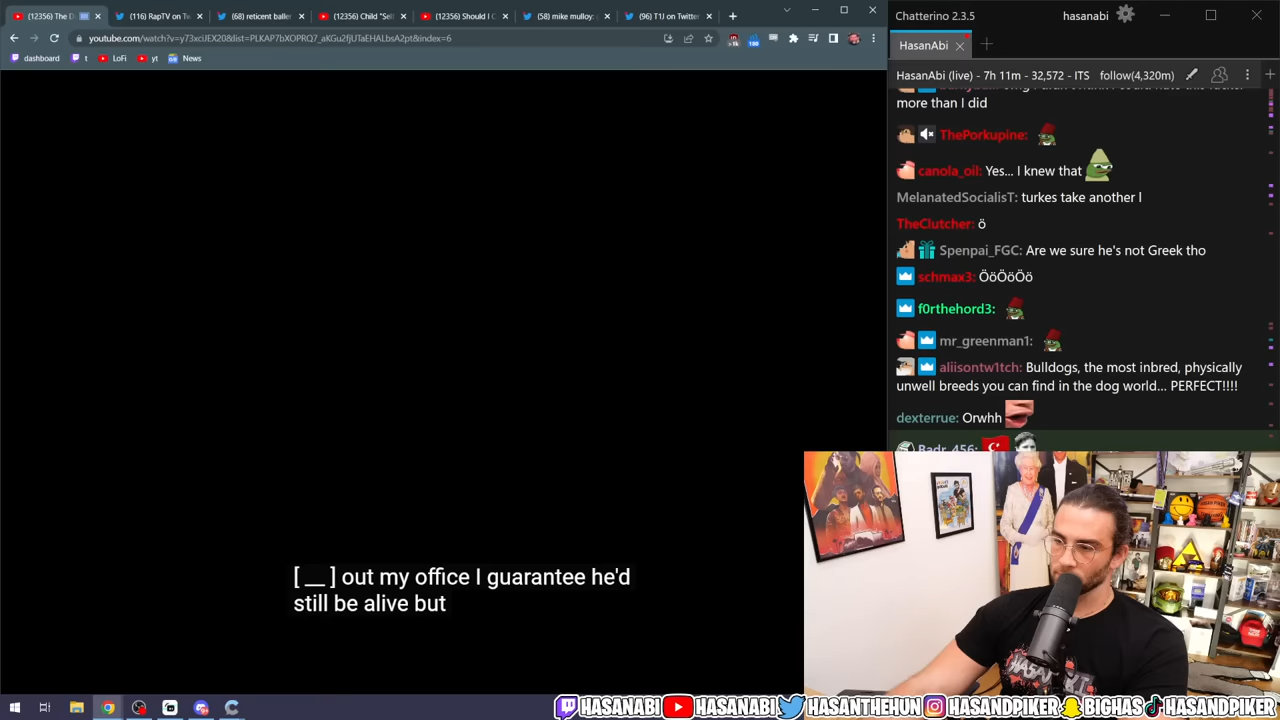 (12356) The D
(116) RapTV on Tw
(68) reticent baller
(12356) Child "Sel
(12356) Should I C
(58) mike mulloy:
(96) T1J on Twitter
youtube.com/watch?v=y73xciJEX20&dist=PLKAP7bXOPRQ7_aKGu2fjUTaEHALbsA2pt&index=6
dashboard
t
LoFi
yt
News
[ __ ] out my office I guarantee he'd
still be alive but
Chatterino 2.3.5
hasanabi
HasanAbi
HasanAbi (live) - 7h 11m - 32,572 - ITS
follow(4,320m)
more than I did
ThePorkupine:
canola_oil: Yes... I knew that
MelanatedSocialisT: turkes take another l
TheClutcher: ö
Spenpai_FGC: Are we sure he's not Greek tho
schmax3: ÖöÖöÖö
f0rthehord3:
mr_greenman1:
aliisontw1tch: Bulldogs, the most inbred, physically
unwell breeds you can find in the dog world... PERFECT!!!!
dexterrue: Orwhh
Badr_456:
HASANABI
HASANABI
HASANTHEHUN
HASANDPIKER
BIGHAS
HASANDPIKER